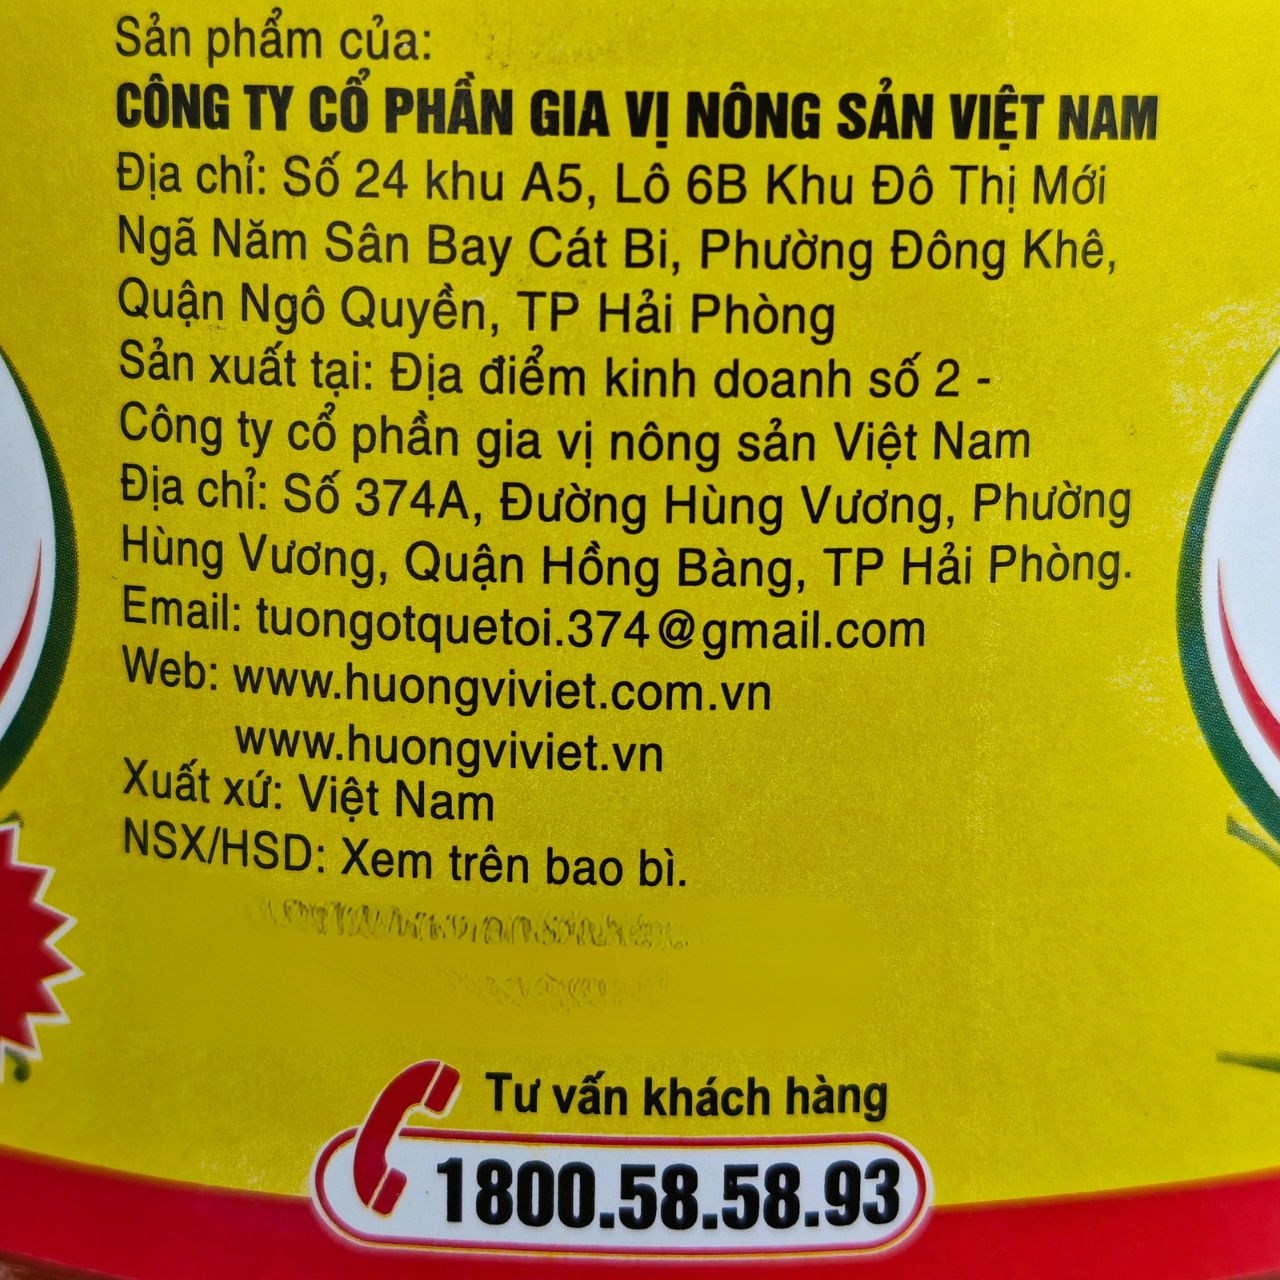 Sản phẩm của:
CÔNG TY CỔ PHẦN GIA VỊ NÔNG SẢN VIỆT NAM
Địa chỉ: Số 24 khu A5, Lô 6B Khu Đô Thị Mới
Ngã Năm Sân Bay Cát Bi, Phường Đông Khê,
Quận Ngô Quyền, TP Hải Phòng
Sản xuất tại: Địa điểm kinh doanh số 2 -
Công ty cổ phần gia vị nông sản Việt Nam
Địa chỉ: Số 374A, Đường Hùng Vương, Phường
Hùng Vương, Quận Hồng Bàng, TP Hải Phòng.
Email: tuongotquetoi.374@gmail.com
Web: www.huongviviet.com.vn
www.huongviviet.vn
Xuất xứ: Việt Nam
NSX/HSD: Xem trên bao bì.
Tư vấn khách hàng
1800.58.58.93